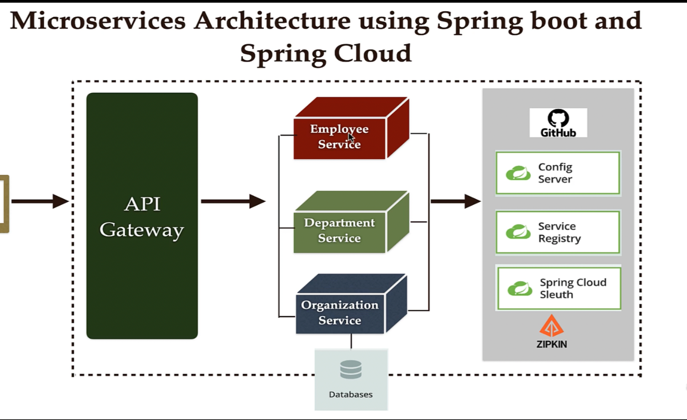 Microservices Architecture using Spring boot and
Spring Cloud
API
Gateway
Employee
Service
Department
Service
Organization
Service
Databases
GitHub
Config
Server
Service
Registry
Spring Cloud
Sleuth
ZIPKIN